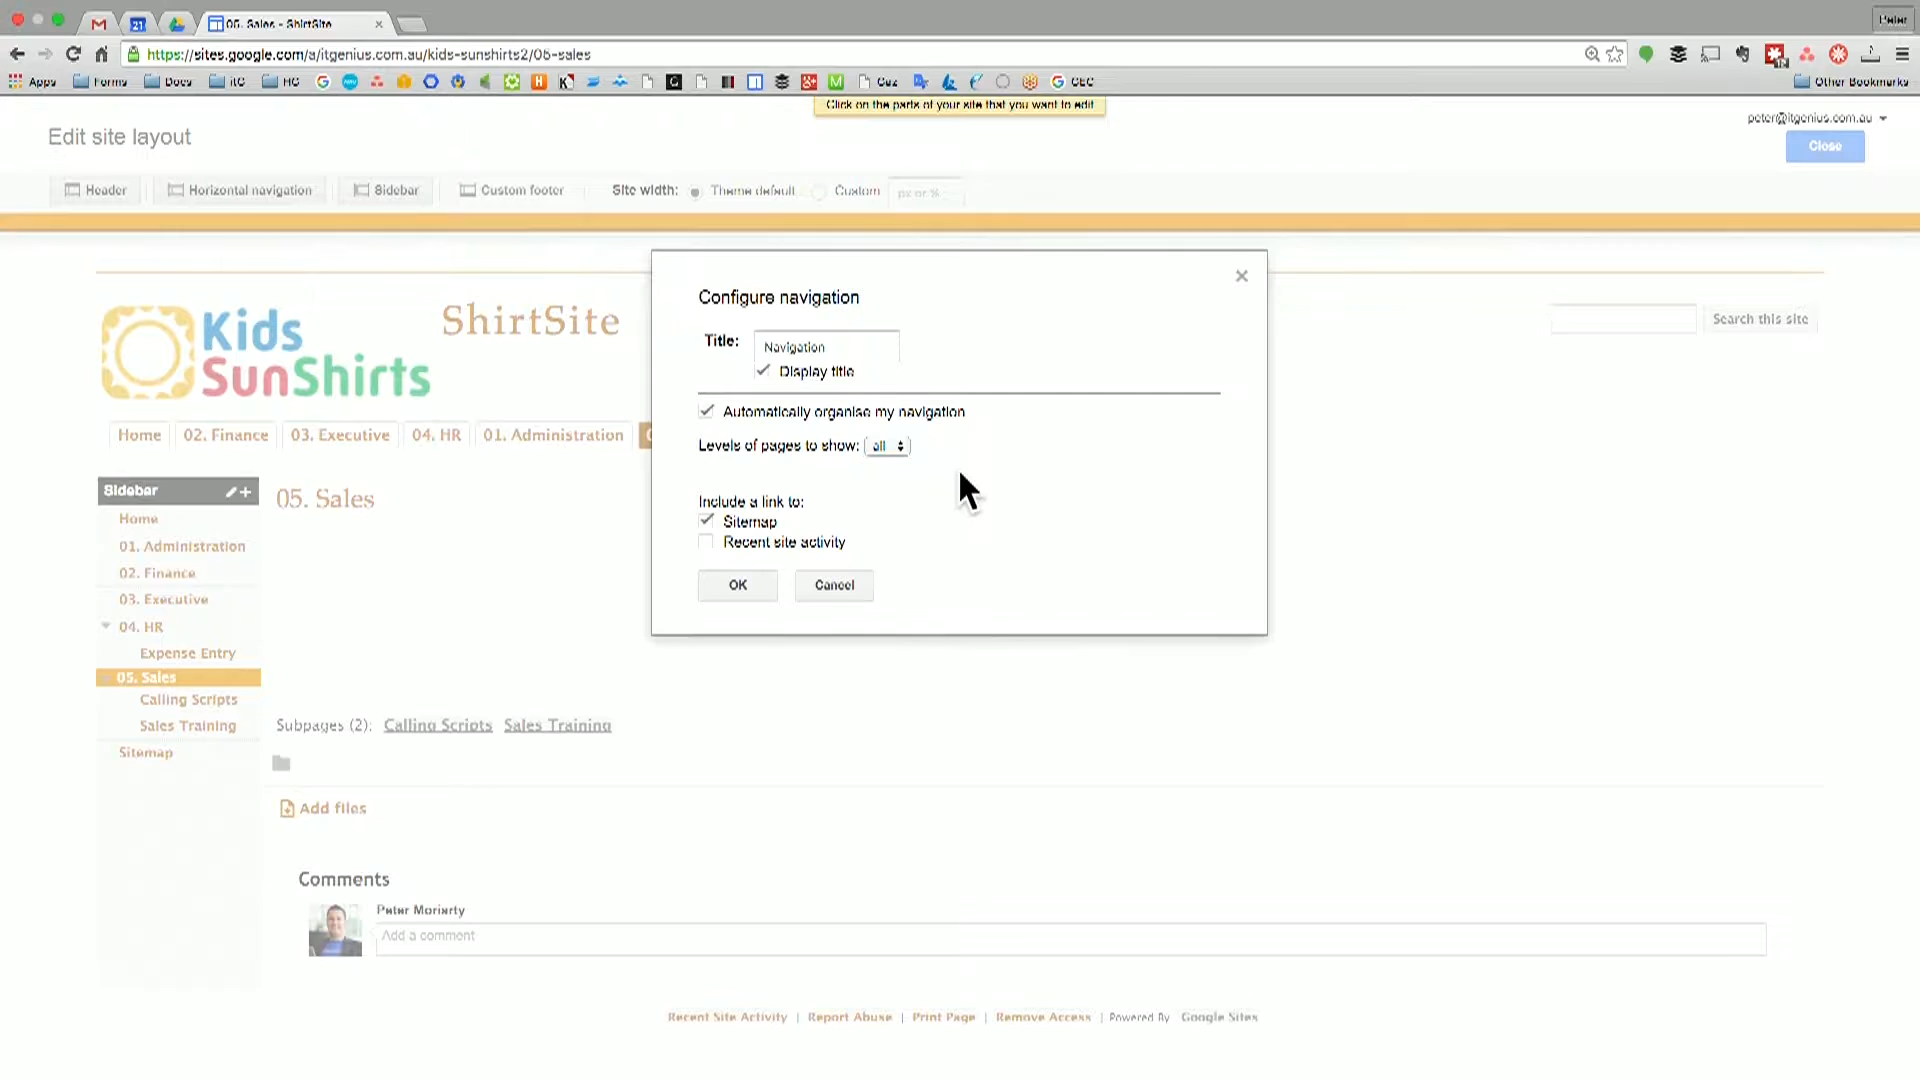 05. Sales - ShirtSite
Peter
https://sites.google.com/a/itgenius.com.au/kids-sunshirts2/05-sales
Apps Forms Docs itG HG Cuz GEC Other Bookmarks
Click on the parts of your site that you want to edit
peter@itgenius.com.au
Edit site layout
Close
Header Horizontal navigation Sidebar Custom footer Site width: Theme default Custom px or %
Configure navigation
Title: Navigation
Display title
Automatically organise my navigation
Levels of pages to show: all
Include a link to:
Sitemap
Recent site activity
OK Cancel
Kids
SunShirts
ShirtSite
Search this site
Home 02. Finance 03. Executive 04. HR 01. Administration
Sidebar
Home
01. Administration
02. Finance
03. Executive
04. HR
Expense Entry
05. Sales
Calling Scripts
Sales Training
Sitemap
05. Sales
Subpages (2): Calling Scripts Sales Training
Add files
Comments
Peter Moriarty
Add a comment
Recent Site Activity | Report Abuse | Print Page | Remove Access | Powered By Google Sites